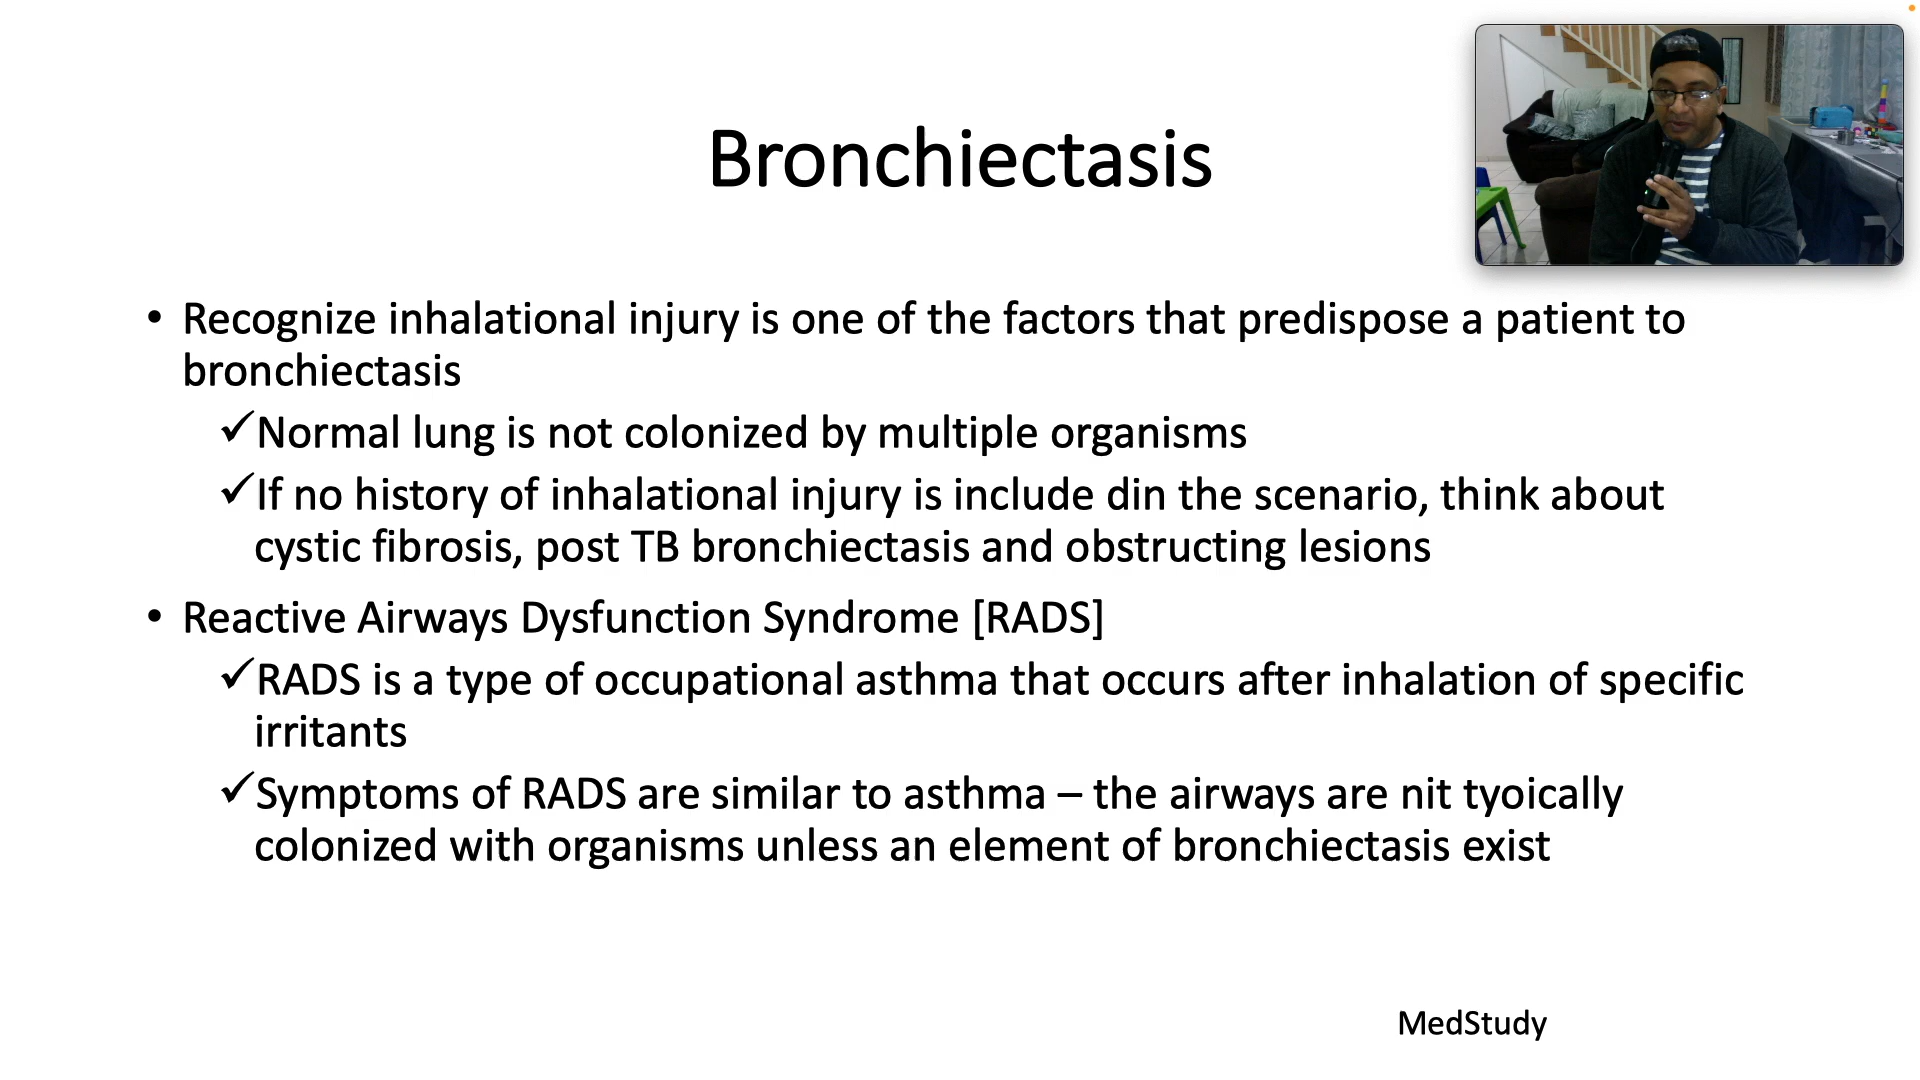 Bronchiectasis
• Recognize inhalational injury is one of the factors that predispose a patient to
bronchiectasis
✓Normal lung is not colonized by multiple organisms
✓If no history of inhalational injury is include din the scenario, think about
cystic fibrosis, post TB bronchiectasis and obstructing lesions
• Reactive Airways Dysfunction Syndrome [RADS]
✓RADS is a type of occupational asthma that occurs after inhalation of specific
irritants
✓Symptoms of RADS are similar to asthma – the airways are nit tyoically
colonized with organisms unless an element of bronchiectasis exist
MedStudy